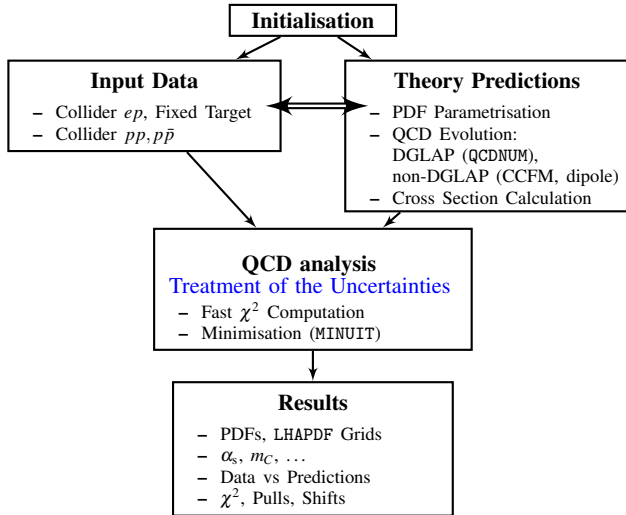 Initialisation
Input Data
– Collider ep, Fixed Target
– Collider pp, pp̄
Theory Predictions
– PDF Parametrisation
– QCD Evolution:
DGLAP (QCDNUM),
non-DGLAP (CCFM, dipole)
– Cross Section Calculation
QCD analysis
Treatment of the Uncertainties
– Fast χ² Computation
– Minimisation (MINUIT)
Results
– PDFs, LHAPDF Grids
– αₛ, m_C, …
– Data vs Predictions
– χ², Pulls, Shifts